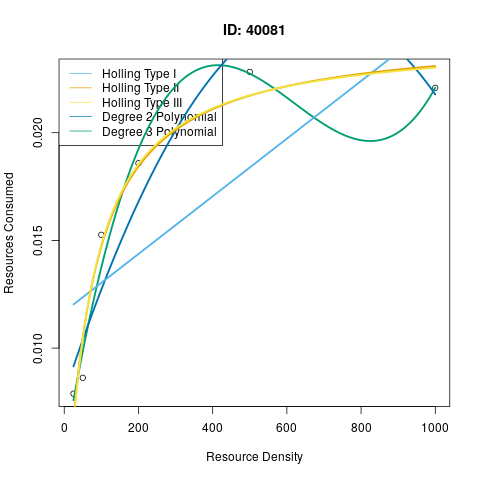 ID: 40081
Holling Type I
Holling Type II
Holling Type III
Degree 2 Polynomial
Degree 3 Polynomial
Resources Consumed
0.020
0.015
0.010
0 200 400 600 800 1000
Resource Density